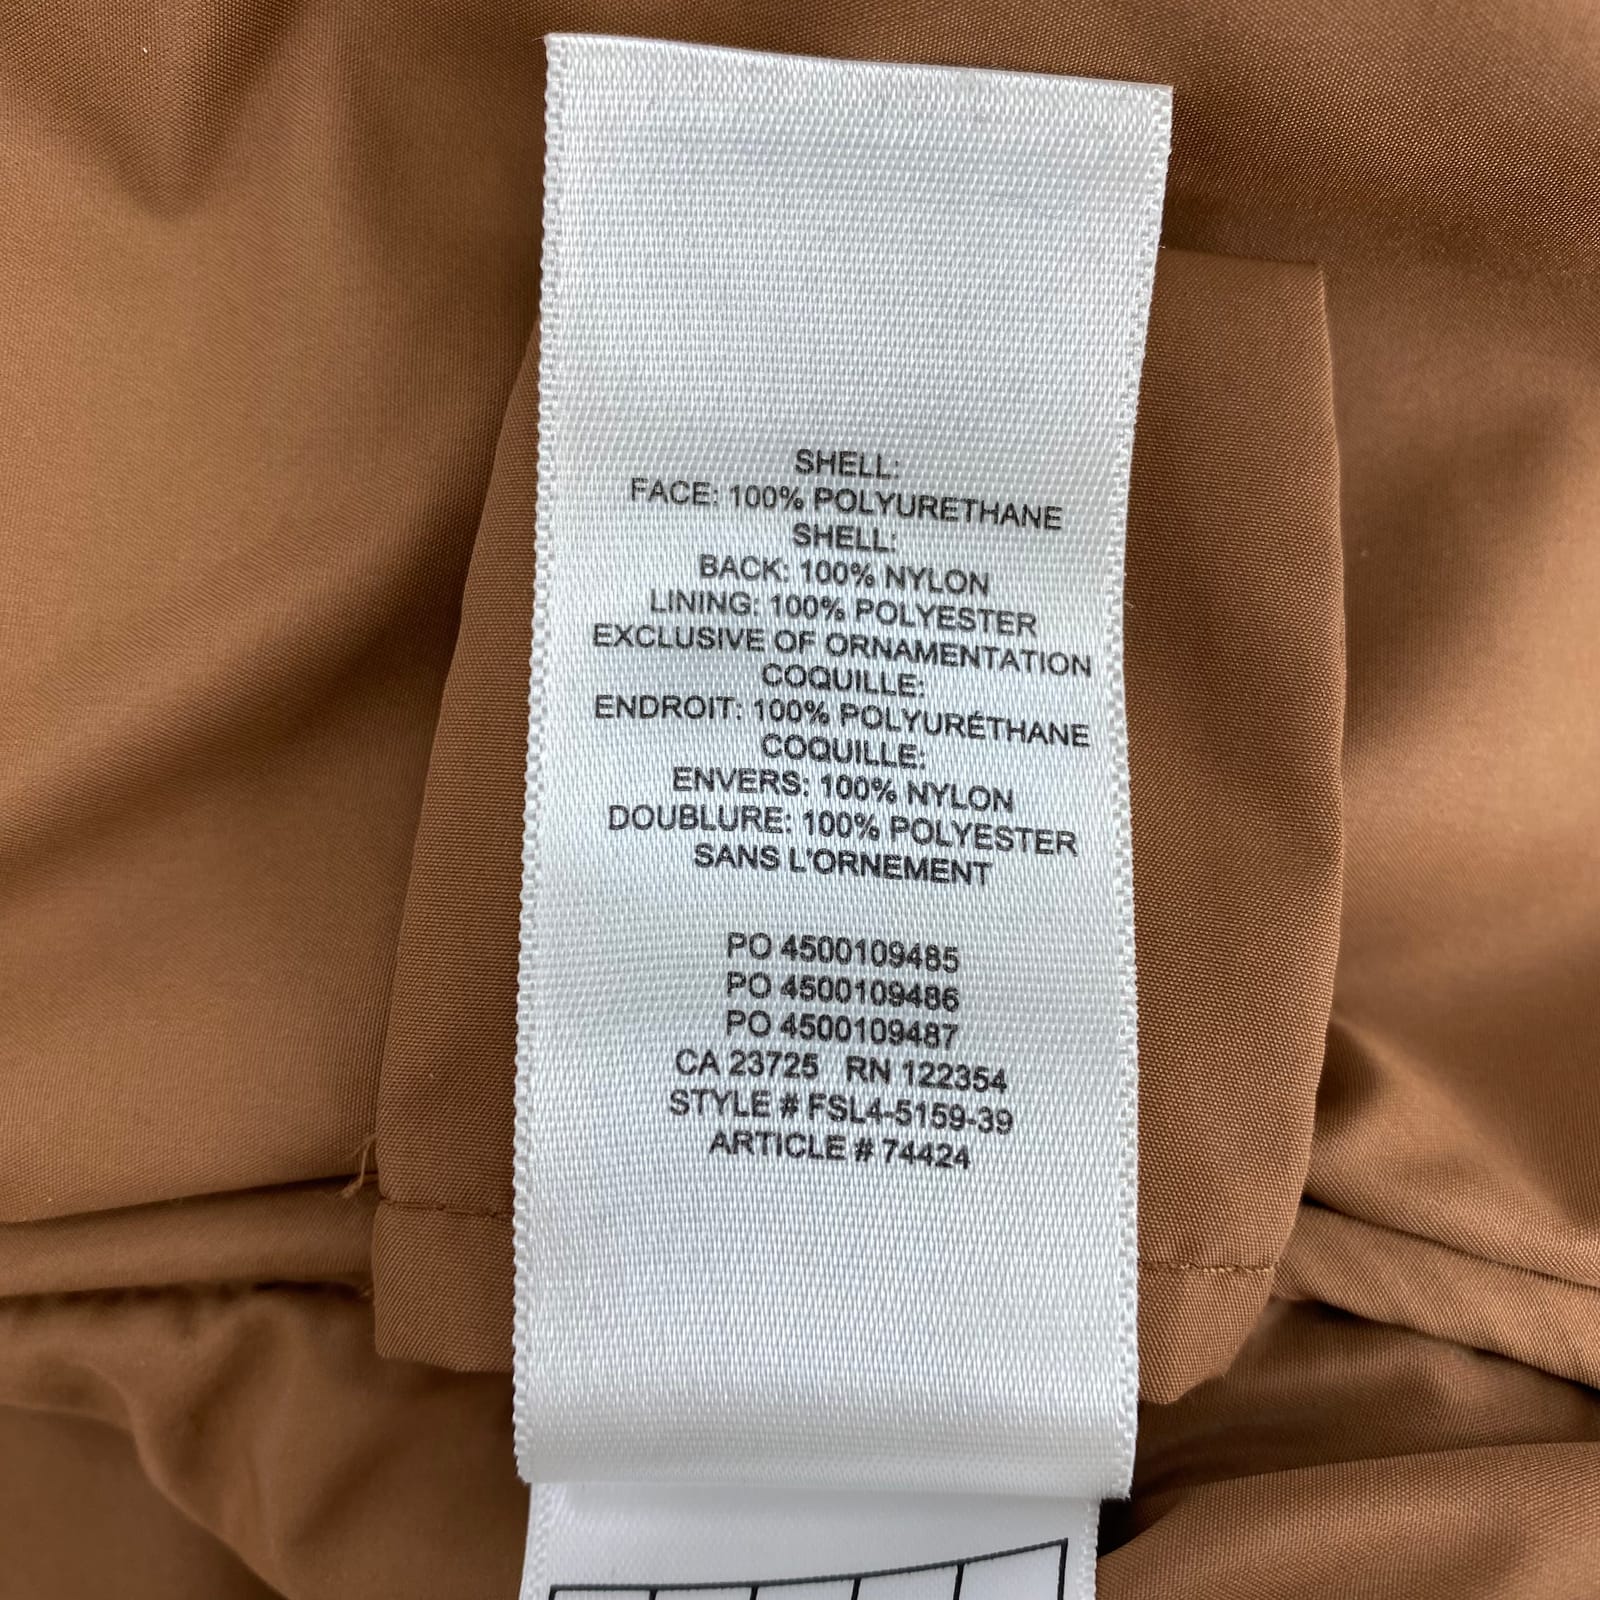 SHELL:
FACE: 100% POLYURETHANE
SHELL:
BACK: 100% NYLON
LINING: 100% POLYESTER
EXCLUSIVE OF ORNAMENTATION
COQUILLE:
ENDROIT: 100% POLYURÉTHANE
COQUILLE:
ENVERS: 100% NYLON
DOUBLURE: 100% POLYESTER
SANS L'ORNEMENT
PO 4500109485
PO 4500109486
PO 4500109487
CA 23725 RN 122354
STYLE # FSL4-5159-39
ARTICLE # 74424